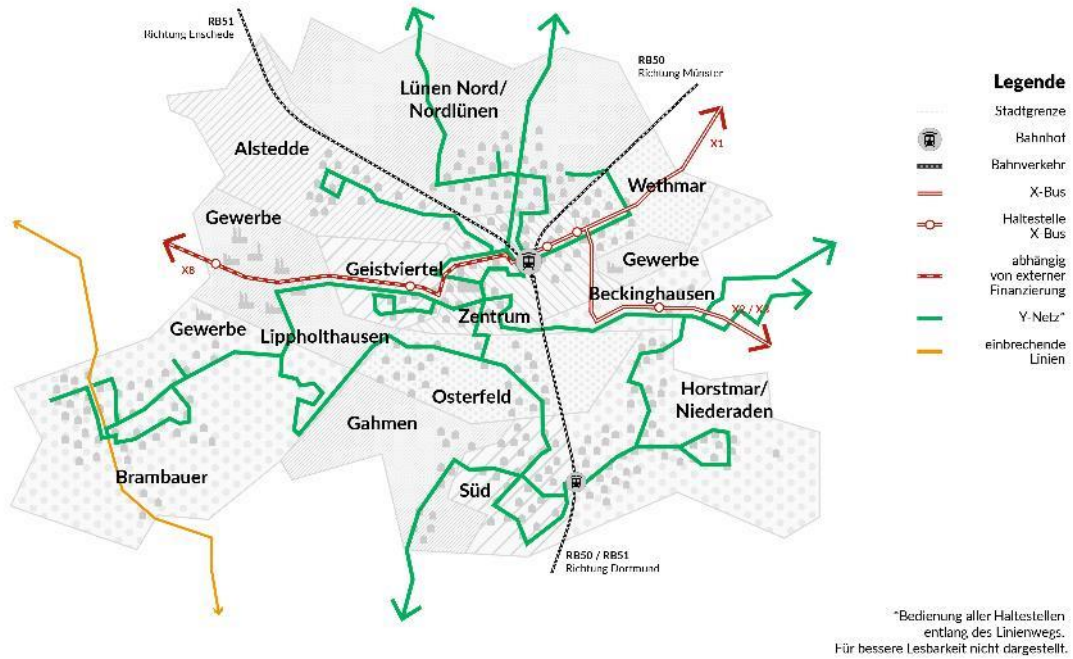 RB51
Richtung Enschede
RB50
Richtung Münster
Lünen Nord/
Nordlünen
Alstedde
X1
Wethmar
Gewerbe
X8
Geistviertel
Gewerbe
Beckinghausen
X2 / X3
Zentrum
Gewerbe
Lippholthausen
Osterfeld
Horstmar/
Niederaden
Gahmen
Brambauer
Süd
RB50 / RB51
Richtung Dortmund
Legende
Stadtgrenze
Bahnhof
Bahnverkehr
X-Bus
Haltestelle
X-Bus
abhängig
von externer
Finanzierung
Y-Netz*
einbrechende
Linien
*Bedienung aller Haltestellen
entlang des Linienwegs.
Für bessere Lesbarkeit nicht dargestellt.